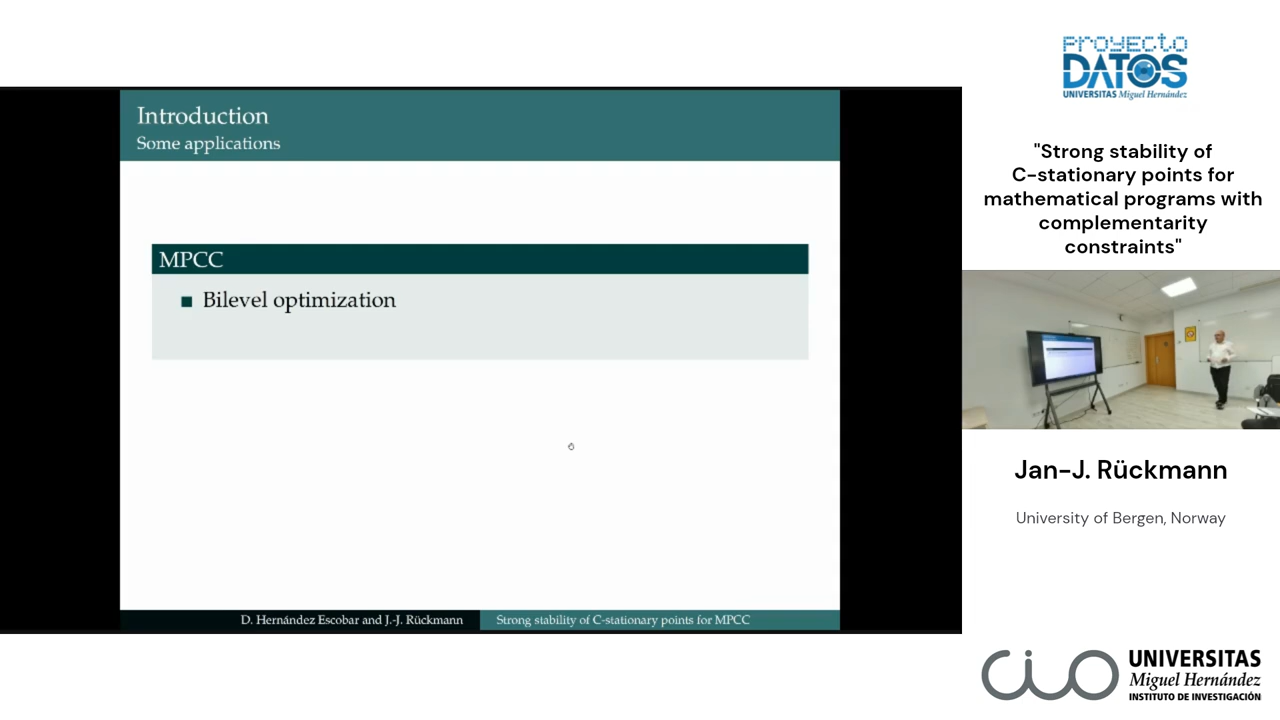 Introduction
Some applications
MPCC
Bilevel optimization
D. Hernández Escobar and J.-J. Rückmann
Strong stability of C-stationary points for MPCC
Proyecto
DATOS
UNIVERSITAS Miguel Hernández
"Strong stability of
C-stationary points for
mathematical programs with
complementarity
constraints"
Jan-J. Rückmann
University of Bergen, Norway
cio
UNIVERSITAS
Miguel Hernández
INSTITUTO DE INVESTIGACIÓN